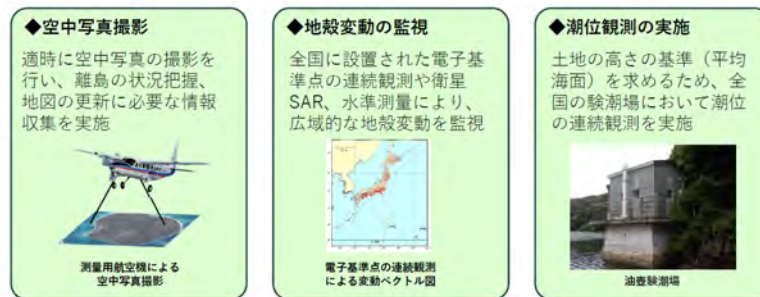 ◆空中写真撮影
適時に空中写真の撮影を
行い、離島の状況把握、
地図の更新に必要な情報
収集を実施
測量用航空機による
空中写真撮影
◆地殻変動の監視
全国に設置された電子基
準点の連続観測や衛星
SAR、水準測量により、
広域的な地殻変動を監視
電子基準点の連続観測
による変動ベクトル図
◆潮位観測の実施
土地の高さの基準（平均
海面）を求めるため、全
国の験潮場において潮位
の連続観測を実施
油壺験潮場